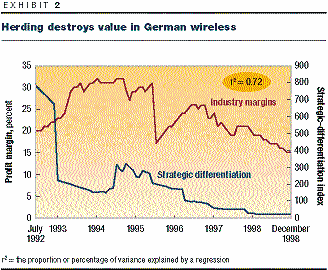 EXHIBIT 2
Herding destroys value in German wireless
Profit margin, percent
35
30
25
20
15
10
5
0
r² = 0.72
Industry margins
Strategic differentiation
900
800
700
600
500
400
300
200
100
0
Strategic-differentiation index
July 1992
1993
1994
1995
1996
1997
1998
December 1998
r² = the proportion or percentage of variance explained by a regression